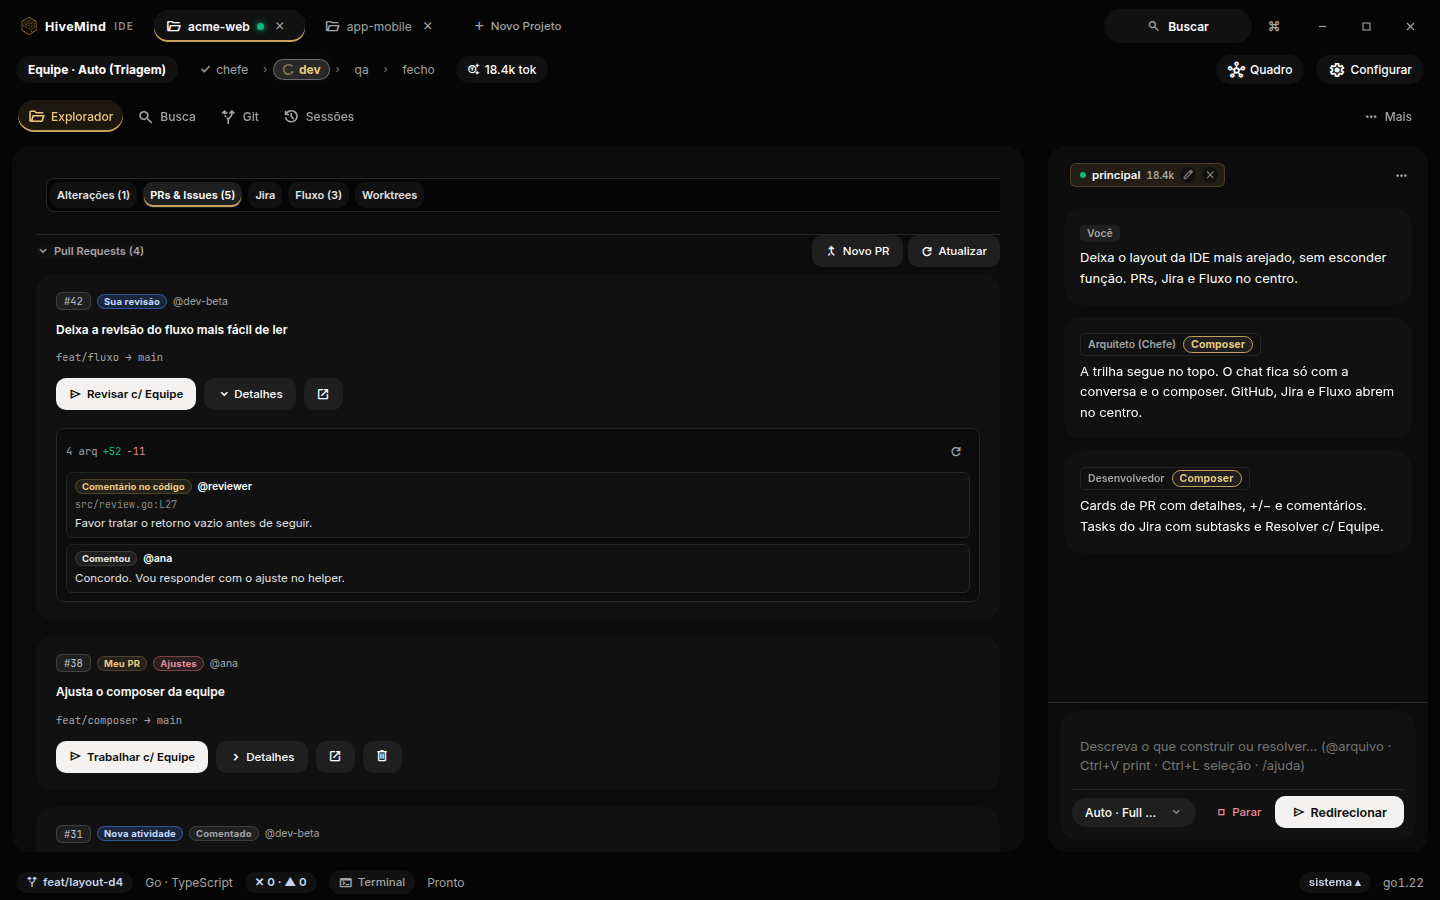 HiveMind IDE
acme-web
app-mobile
+ Novo Projeto
Buscar
⌘
Equipe · Auto (Triagem)
chefe
dev
qa
fecho
18.4k tok
Quadro
Configurar
Explorador
Busca
Git
Sessões
Mais
Alterações (1)
PRs & Issues (5)
Jira
Fluxo (3)
Worktrees
Pull Requests (4)
Novo PR
Atualizar
#42 Sua revisão @dev-beta
Deixa a revisão do fluxo mais fácil de ler
feat/fluxo → main
Revisar c/ Equipe
Detalhes
4 arq +52 -11
Comentário no código @reviewer
src/review.go:L27
Favor tratar o retorno vazio antes de seguir.
Comentou @ana
Concordo. Vou responder com o ajuste no helper.
#38 Meu PR Ajustes @ana
Ajusta o composer da equipe
feat/composer → main
Trabalhar c/ Equipe
Detalhes
#31 Nova atividade Comentado @dev-beta
principal 18.4k
Você
Deixa o layout da IDE mais arejado, sem esconder
função. PRs, Jira e Fluxo no centro.
Arquiteto (Chefe) Composer
A trilha segue no topo. O chat fica só com a
conversa e o composer. GitHub, Jira e Fluxo abrem
no centro.
Desenvolvedor Composer
Cards de PR com detalhes, +/− e comentários.
Tasks do Jira com subtasks e Resolver c/ Equipe.
Descreva o que construir ou resolver... (@arquivo ·
Ctrl+V print · Ctrl+L seleção · /ajuda)
Auto · Full ...
Parar
Redirecionar
feat/layout-d4
Go · TypeScript
✕ 0 · ▲ 0
Terminal
Pronto
sistema ▴
go1.22